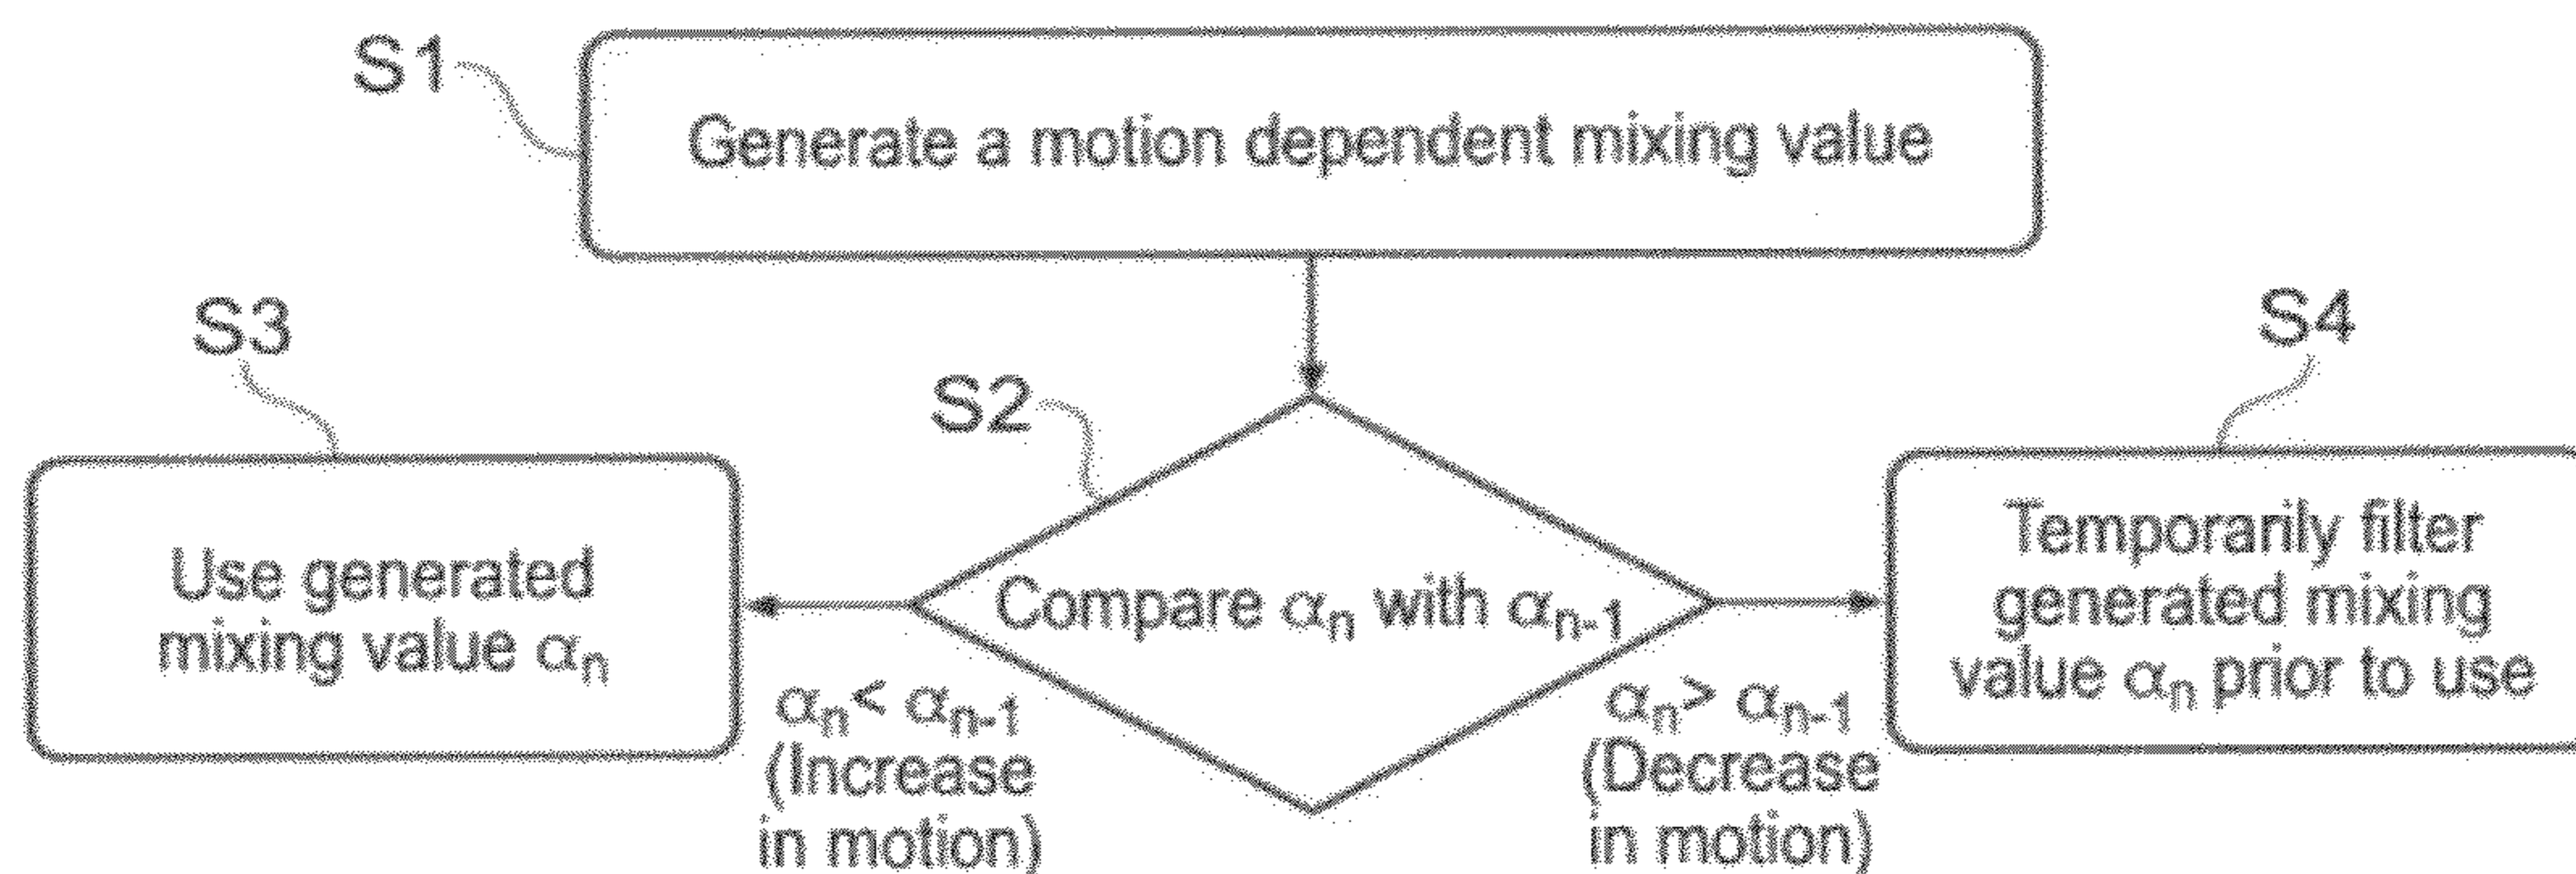 S1
Generate a motion dependent mixing value
S3
S2
S4
Use generated
mixing value αn
Compare αn with αn-1
Temporarily filter
generated mixing
value αn prior to use
αn< αn-1
(Increase
in motion)
αn> αn-1
(Decrease
in motion)